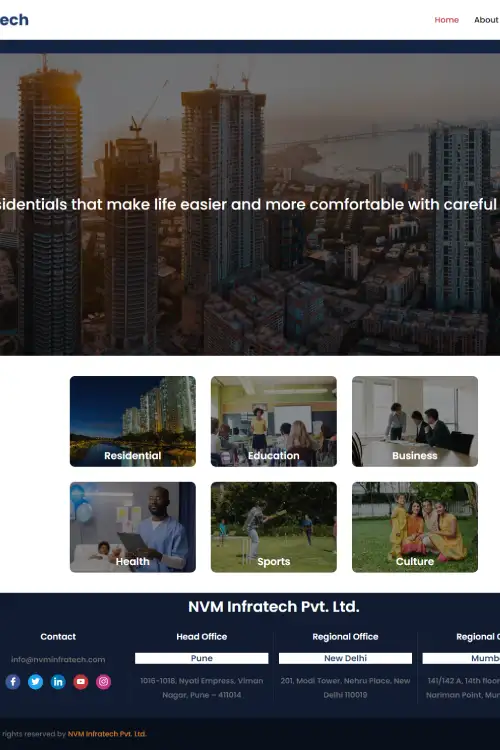 ech
Home About
sidentials that make life easier and more comfortable with careful
Residential Education Business
Health Sports Culture
NVM Infratech Pvt. Ltd.
Contact Head Office Regional Office Regional O
info@nvminfratech.com Pune New Delhi Mumb
1016-1018, Nyati Empress, Viman 201, Modi Tower, Nehru Place, New 141/142 A, 14th floor
Nagar, Pune – 411014 Delhi 110019 Nariman Point, Mum
rights reserved by NVM Infratech Pvt. Ltd.